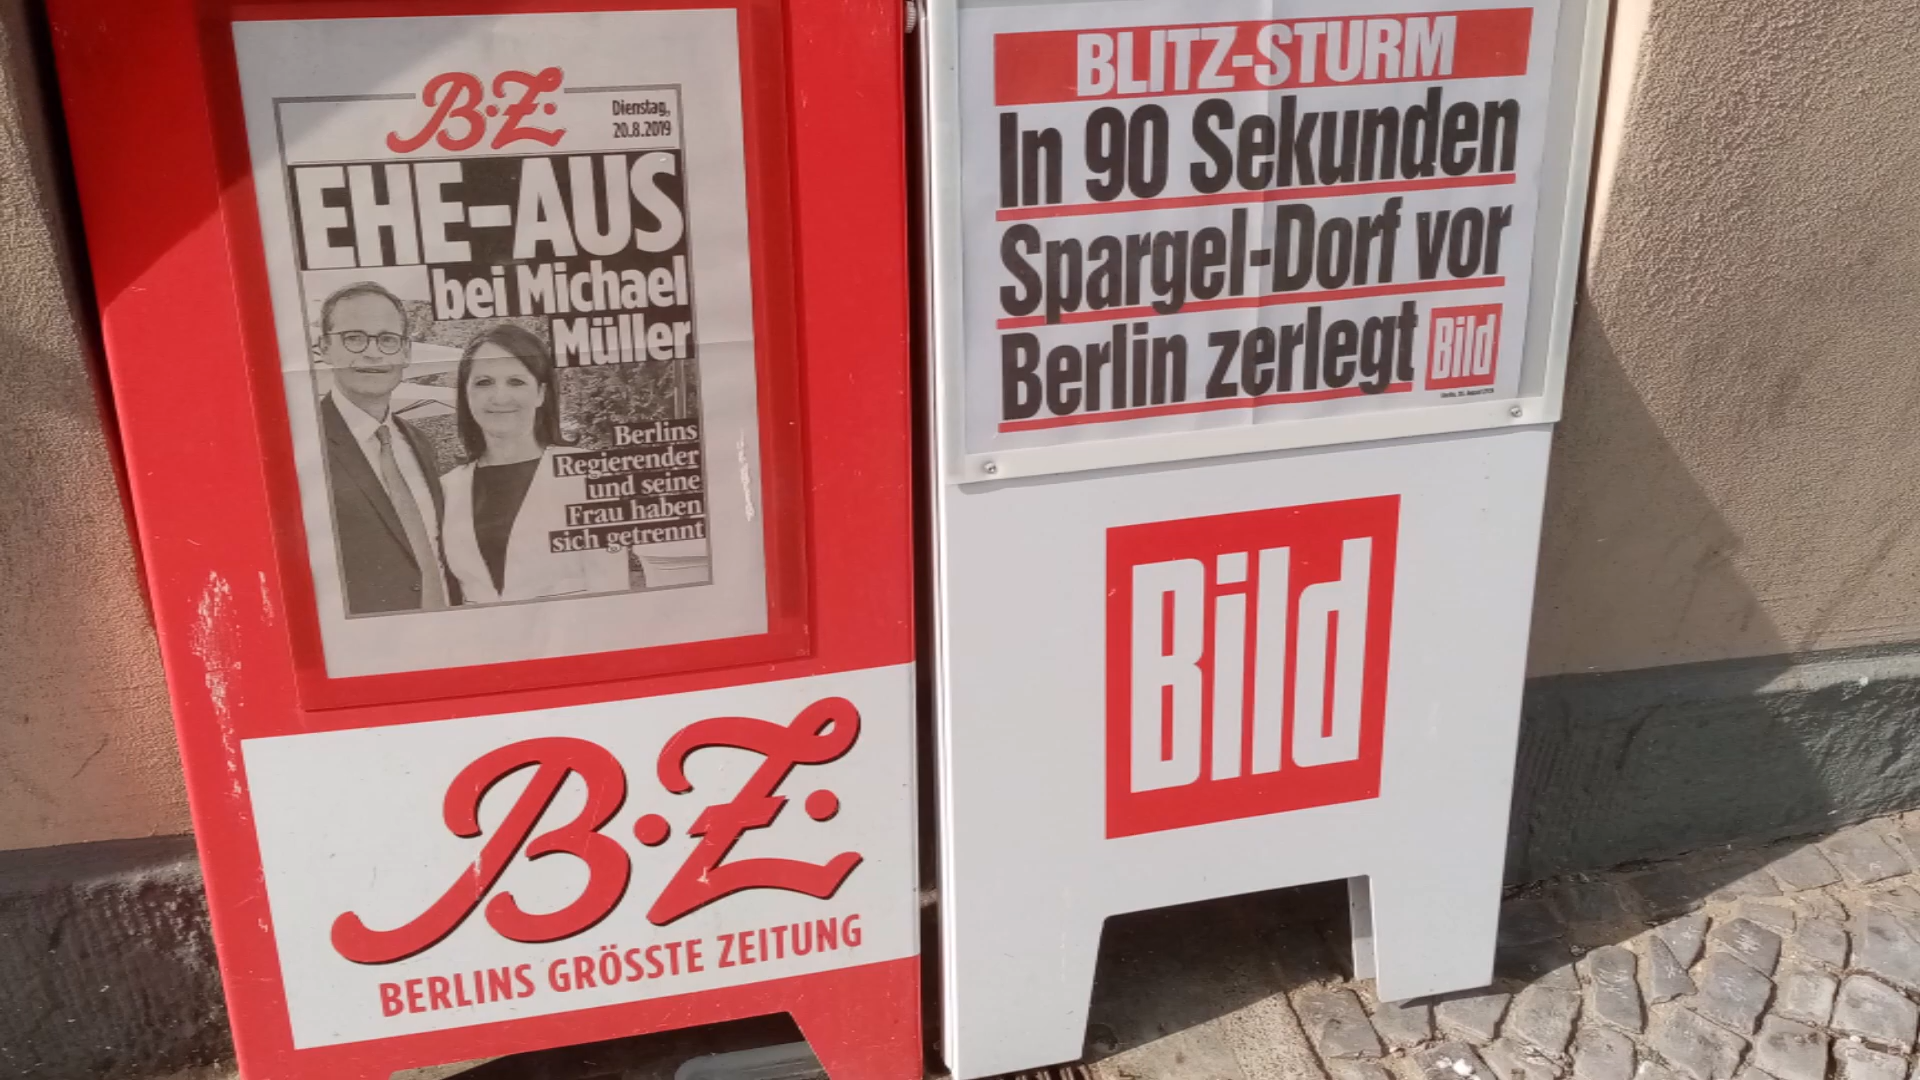 B.Z.
Dienstag,
20.8.2019
EHE-AUS
bei Michael
Müller
Berlins
Regierender
und seine
Frau haben
sich getrennt
B.Z.
BERLINS GRÖSSTE ZEITUNG
BLITZ-STURM
In 90 Sekunden
Spargel-Dorf vor
Berlin zerlegt
Bild
Bild